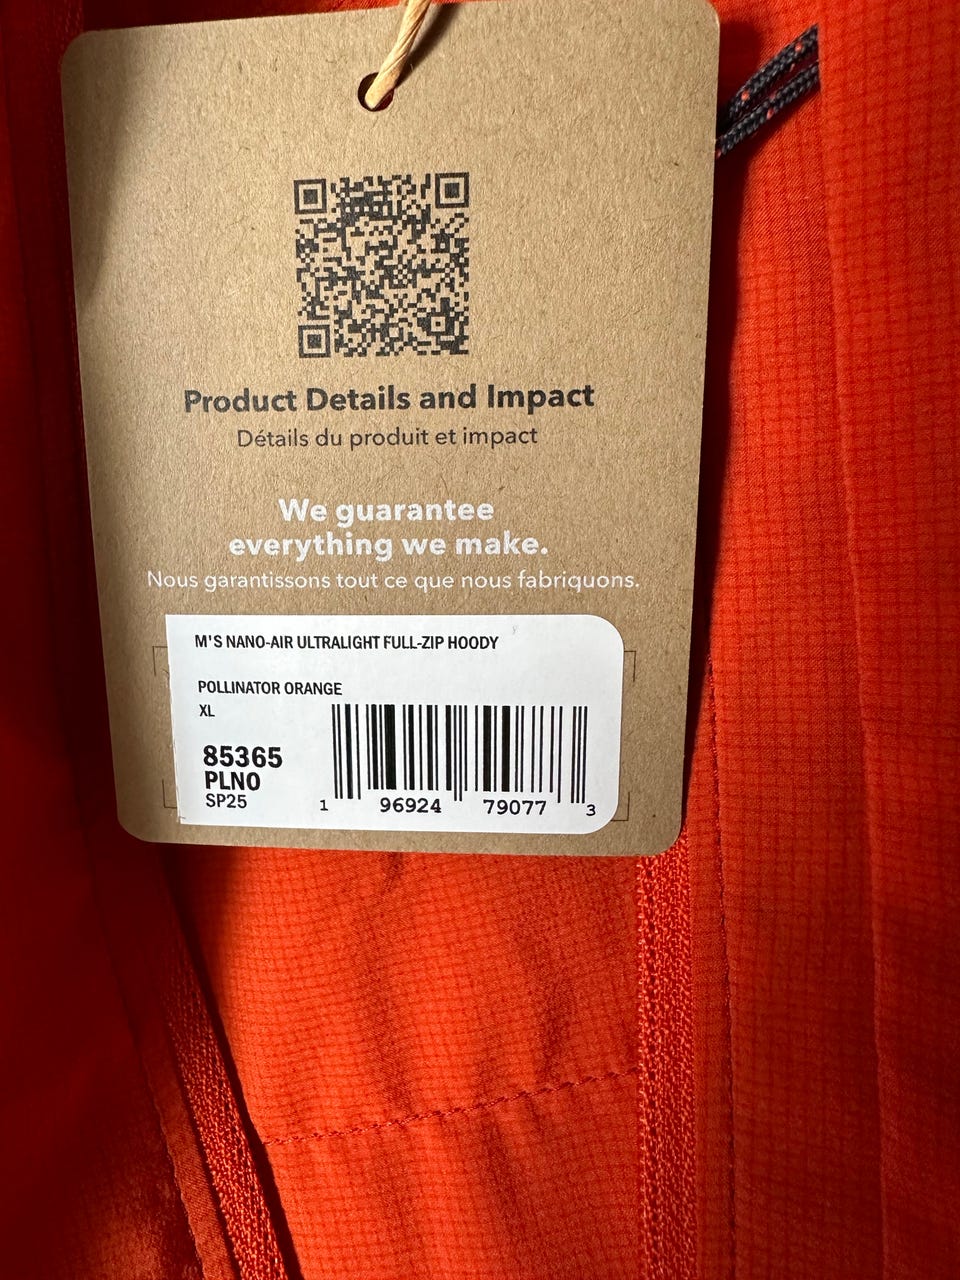 Product Details and Impact
Détails du produit et impact
We guarantee
everything we make.
Nous garantissons tout ce que nous fabriquons.
M'S NANO-AIR ULTRALIGHT FULL-ZIP HOODY
POLLINATOR ORANGE
XL
85365
PLNO
SP25
1 96924 79077 3